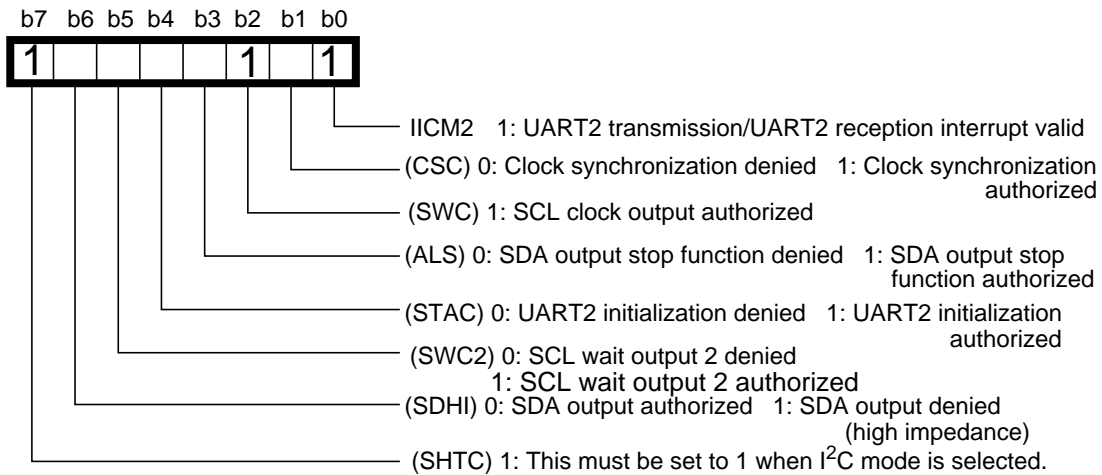 b7 b6 b5 b4 b3 b2 b1 b0
1 1 1
IICM2 1: UART2 transmission/UART2 reception interrupt valid
(CSC) 0: Clock synchronization denied 1: Clock synchronization
authorized
(SWC) 1: SCL clock output authorized
(ALS) 0: SDA output stop function denied 1: SDA output stop
function authorized
(STAC) 0: UART2 initialization denied 1: UART2 initialization
authorized
(SWC2) 0: SCL wait output 2 denied
1: SCL wait output 2 authorized
(SDHI) 0: SDA output authorized 1: SDA output denied
(high impedance)
(SHTC) 1: This must be set to 1 when I²C mode is selected.